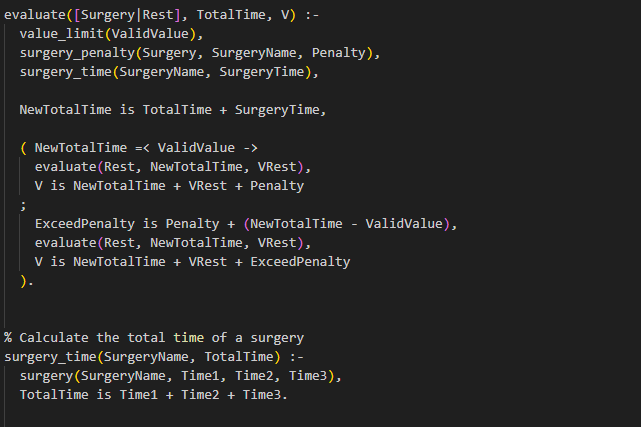 evaluate([Surgery|Rest], TotalTime, V) :-
  value_limit(ValidValue),
  surgery_penalty(Surgery, SurgeryName, Penalty),
  surgery_time(SurgeryName, SurgeryTime),

  NewTotalTime is TotalTime + SurgeryTime,

  ( NewTotalTime =< ValidValue ->
    evaluate(Rest, NewTotalTime, VRest),
    V is NewTotalTime + VRest + Penalty
  ;
    ExceedPenalty is Penalty + (NewTotalTime - ValidValue),
    evaluate(Rest, NewTotalTime, VRest),
    V is NewTotalTime + VRest + ExceedPenalty
  ).


% Calculate the total time of a surgery
surgery_time(SurgeryName, TotalTime) :-
  surgery(SurgeryName, Time1, Time2, Time3),
  TotalTime is Time1 + Time2 + Time3.